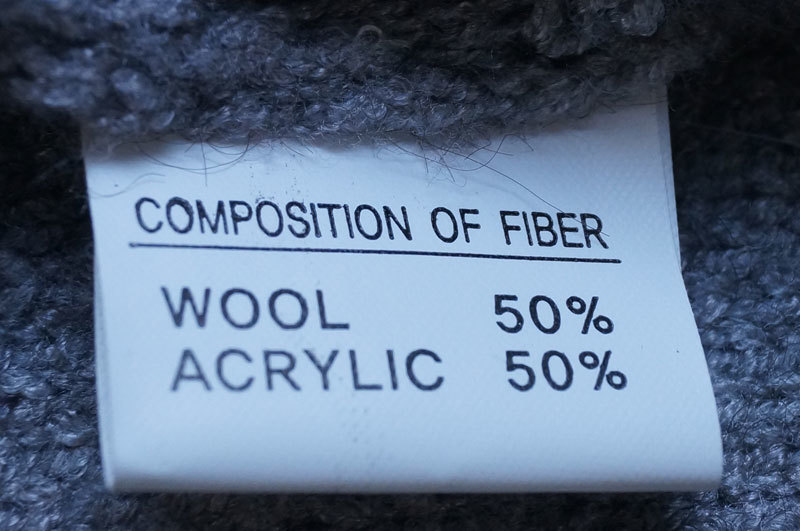 COMPOSITION OF FIBER
WOOL 50%
ACRYLIC 50%